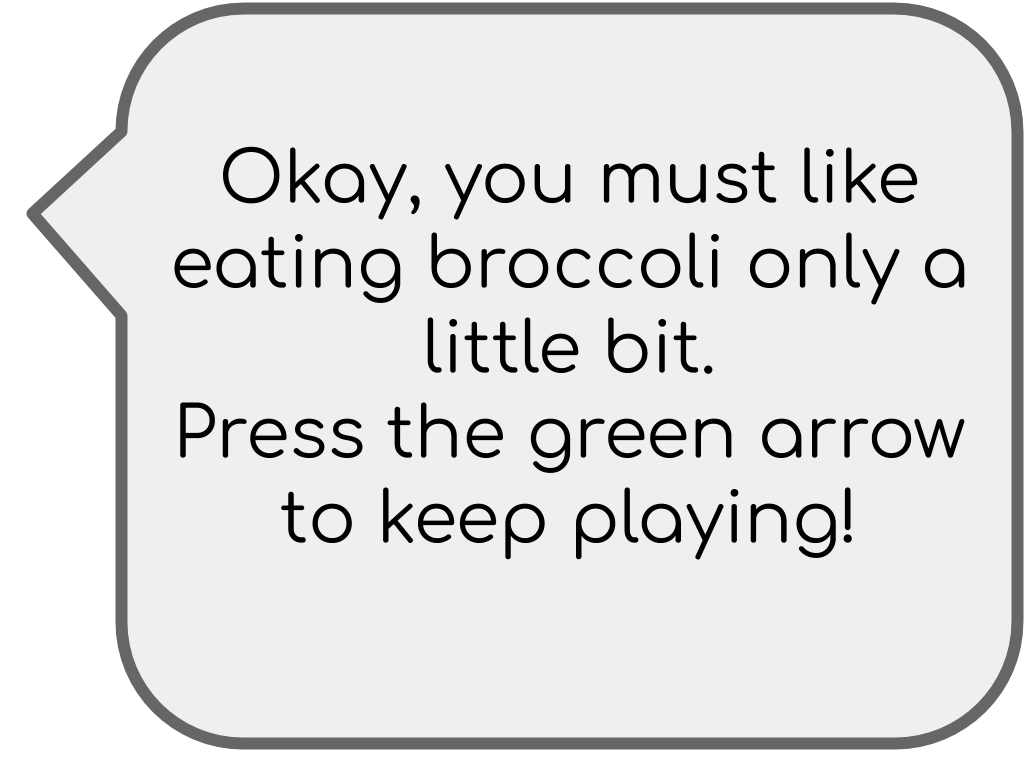 Okay, you must like
eating broccoli only a
little bit.
Press the green arrow
to keep playing!